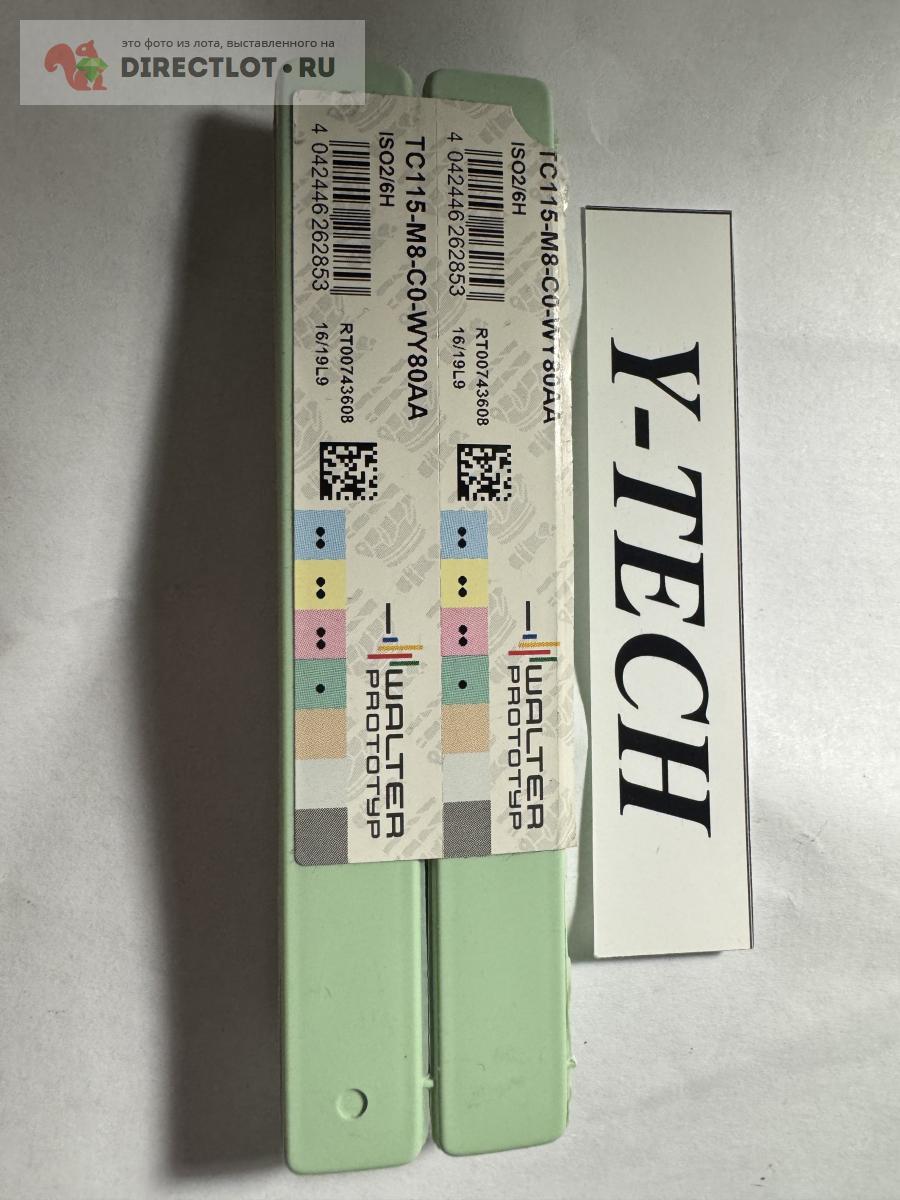 это фото из лота, выставленного на
DIRECTLOT.RU
TC115-M8-C0-WY80AA
ISO2/6H
4 042446 262853
RT00743608
16/19L9
WALTER
PROTOTYP
TC115-M8-C0-WY80AA
ISO2/6H
4 042446 262853
RT00743608
16/19L9
WALTER
PROTOTYP
Y-TECH